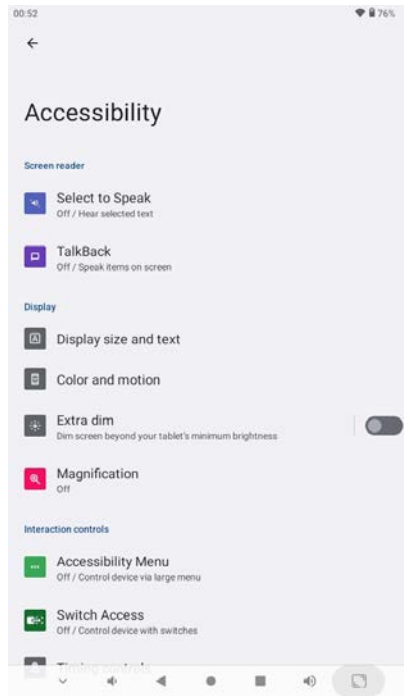 00:52
76%
Accessibility
Screen reader
Select to Speak
Off / Hear selected text
TalkBack
Off / Speak items on screen
Display
Display size and text
Color and motion
Extra dim
Dim screen beyond your tablet's minimum brightness
Magnification
Off
Interaction controls
Accessibility Menu
Off / Control device via large menu
Switch Access
Off / Control device with switches
Timing controls